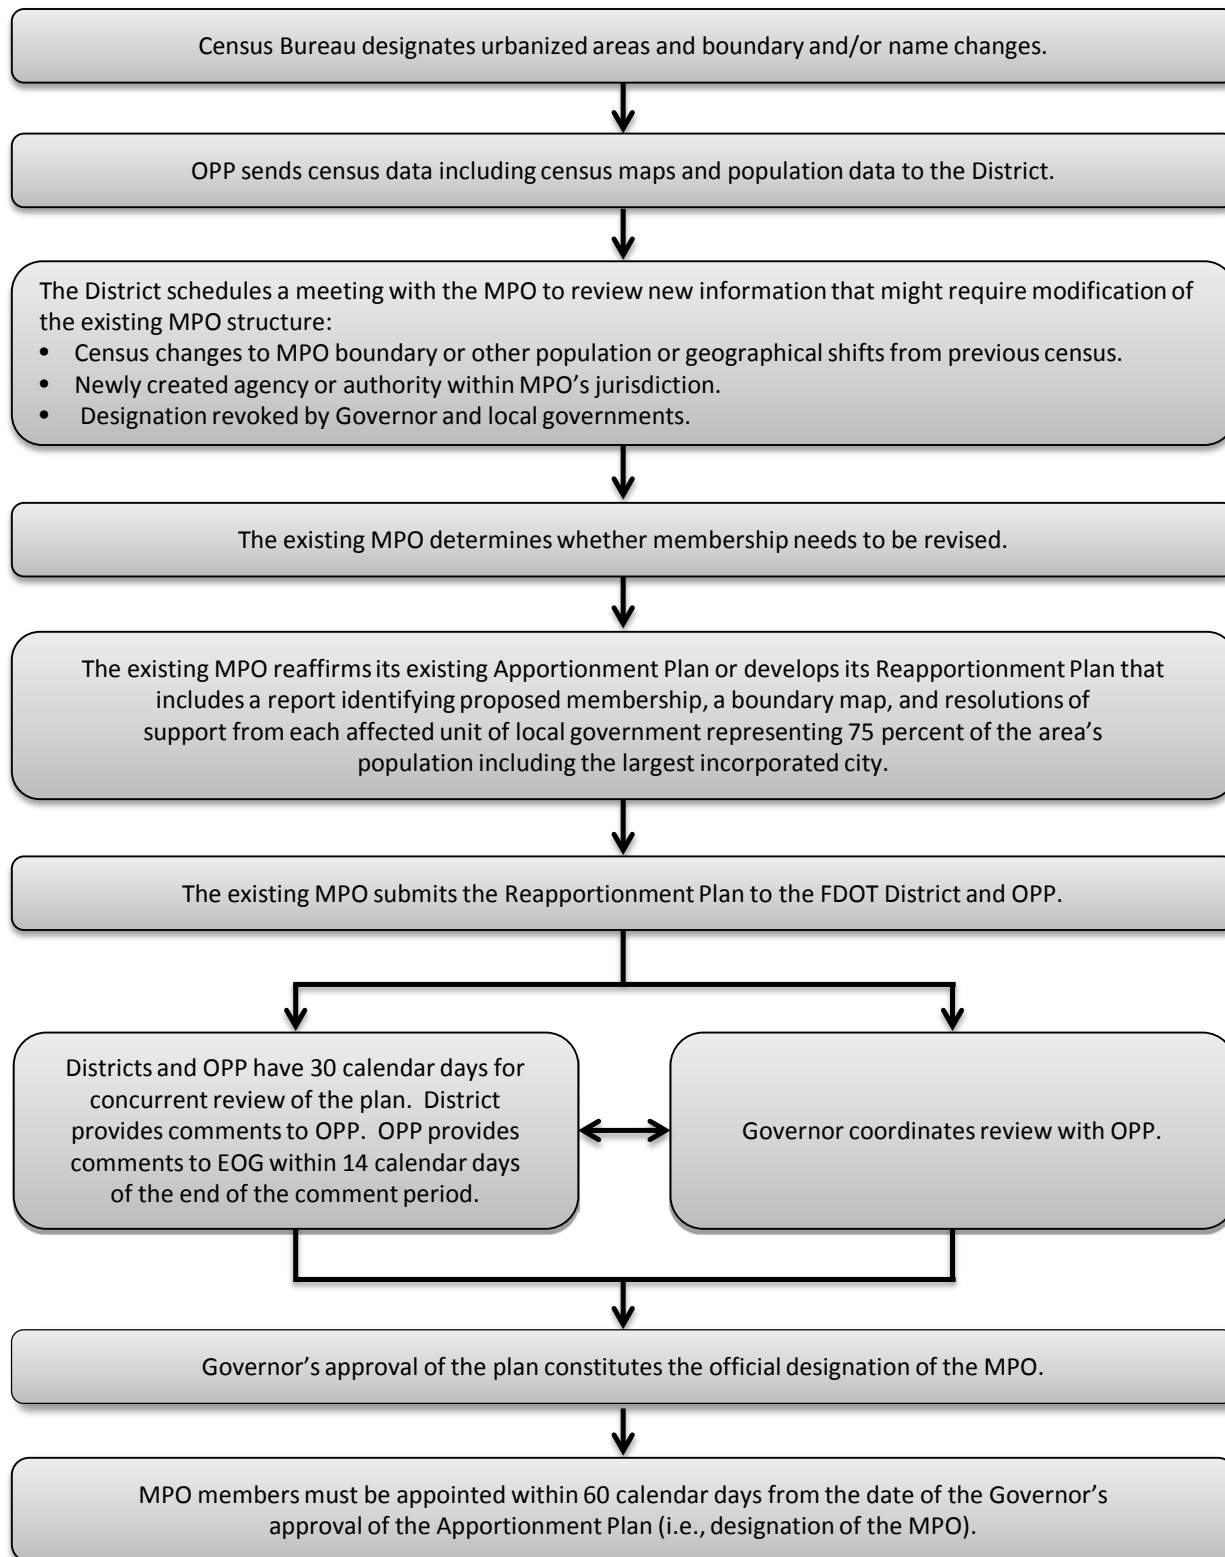 Census Bureau designates urbanized areas and boundary and/or name changes.
OPP sends census data including census maps and population data to the District.
The District schedules a meeting with the MPO to review new information that might require modification of
the existing MPO structure:
• Census changes to MPO boundary or other population or geographical shifts from previous census.
• Newly created agency or authority within MPO’s jurisdiction.
• Designation revoked by Governor and local governments.
The existing MPO determines whether membership needs to be revised.
The existing MPO reaffirms its existing Apportionment Plan or develops its Reapportionment Plan that
includes a report identifying proposed membership, a boundary map, and resolutions of
support from each affected unit of local government representing 75 percent of the area’s
population including the largest incorporated city.
The existing MPO submits the Reapportionment Plan to the FDOT District and OPP.
Districts and OPP have 30 calendar days for
concurrent review of the plan. District
provides comments to OPP. OPP provides
comments to EOG within 14 calendar days
of the end of the comment period.
Governor coordinates review with OPP.
Governor’s approval of the plan constitutes the official designation of the MPO.
MPO members must be appointed within 60 calendar days from the date of the Governor’s
approval of the Apportionment Plan (i.e., designation of the MPO).